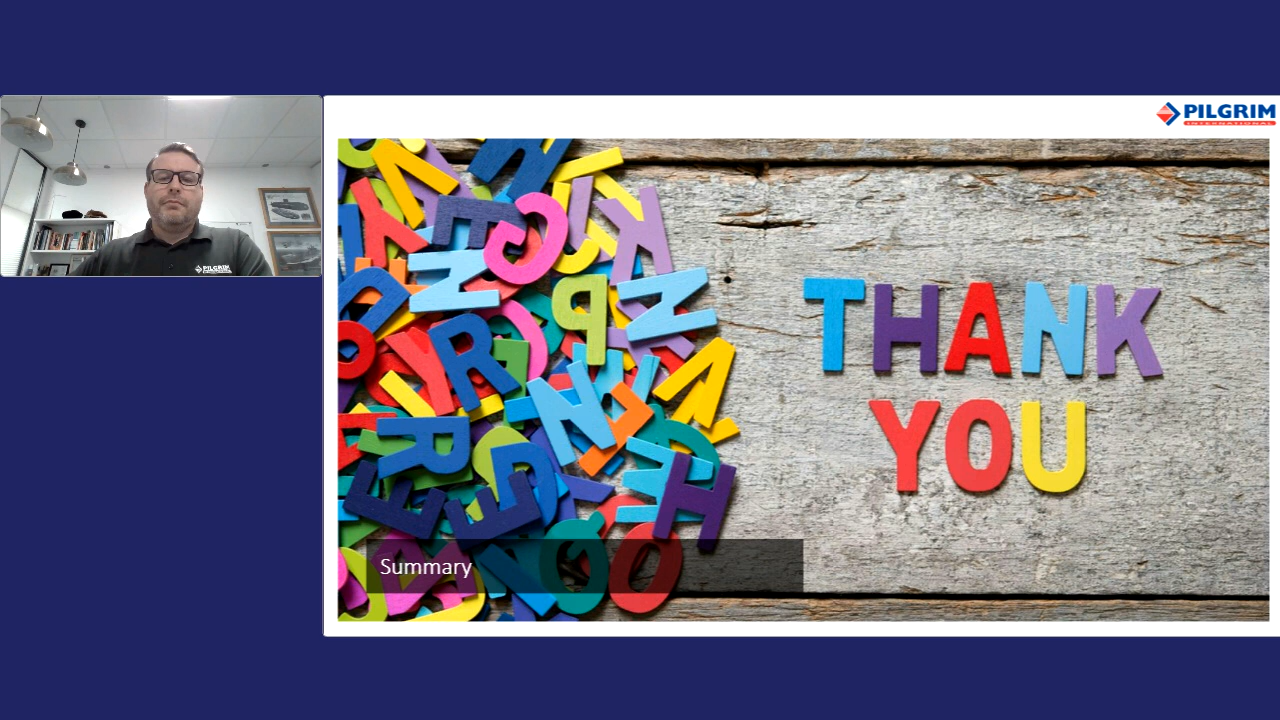 PILGRIM
INTERNATIONAL
THANK
YOU
Summary
PILGRIM